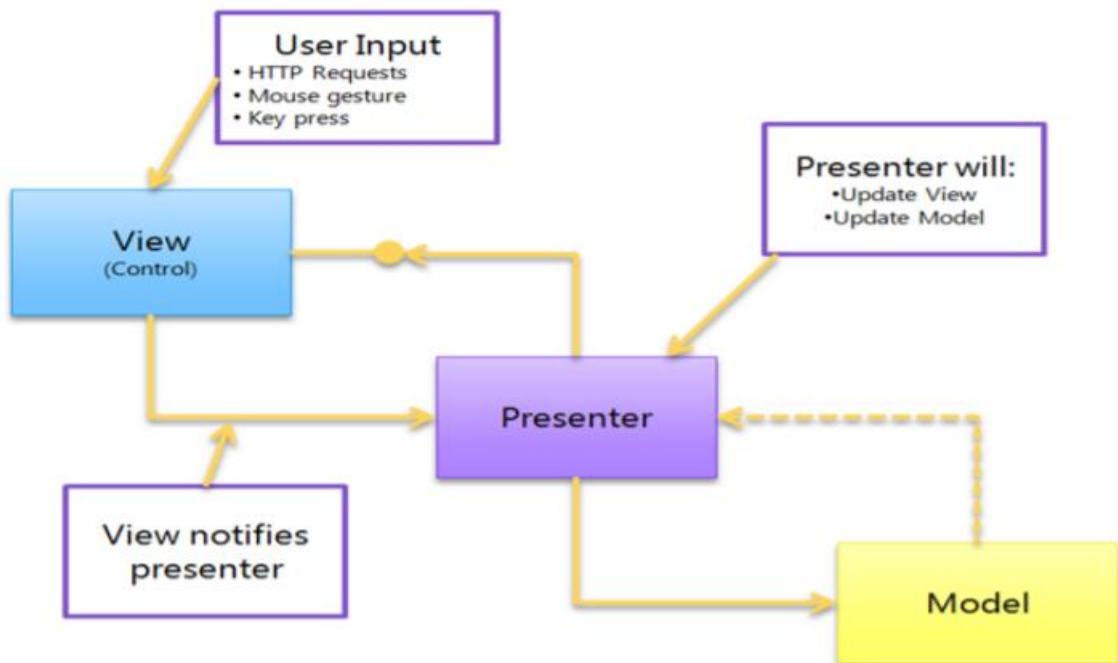 User Input
• HTTP Requests
• Mouse gesture
• Key press
Presenter will:
•Update View
•Update Model
View
(Control)
Presenter
View notifies
presenter
Model